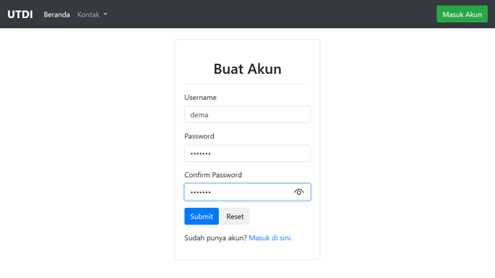 UTDI Beranda Kontak Masuk Akun
Buat Akun
Username
dema
Password
•••••••
Confirm Password
•••••••
Submit Reset
Sudah punya akun? Masuk di sini.